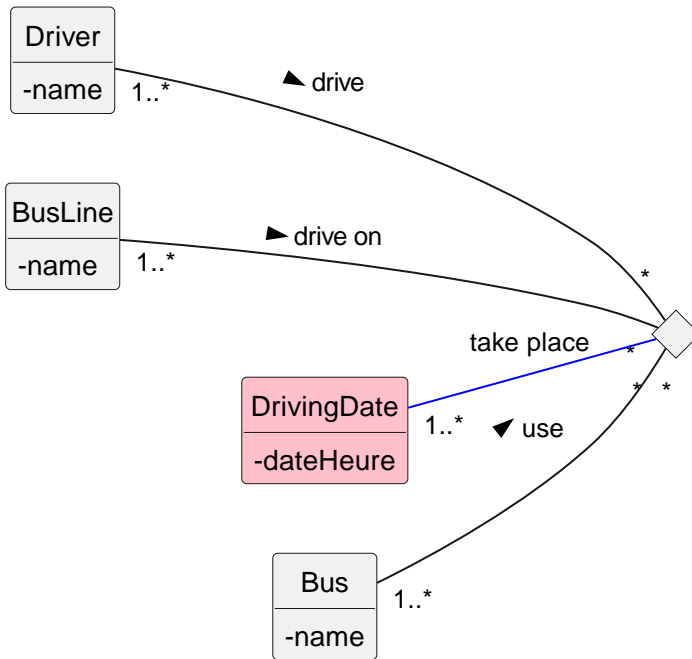 Driver
-name
1..*
drive
BusLine
-name
1..*
drive on
*
take place
*
DrivingDate
-dateHeure
1..*
use
*
*
Bus
-name
1..*